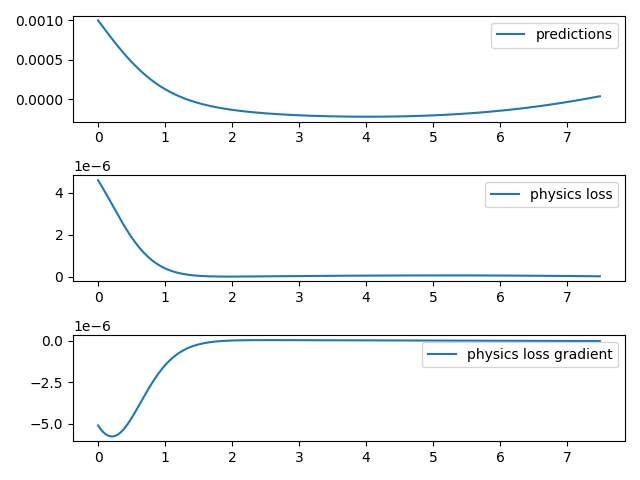 0.0010
0.0005
0.0000
predictions
0 1 2 3 4 5 6 7
1e−6
4
2
0
physics loss
0 1 2 3 4 5 6 7
1e−6
0.0
−2.5
−5.0
physics loss gradient
0 1 2 3 4 5 6 7